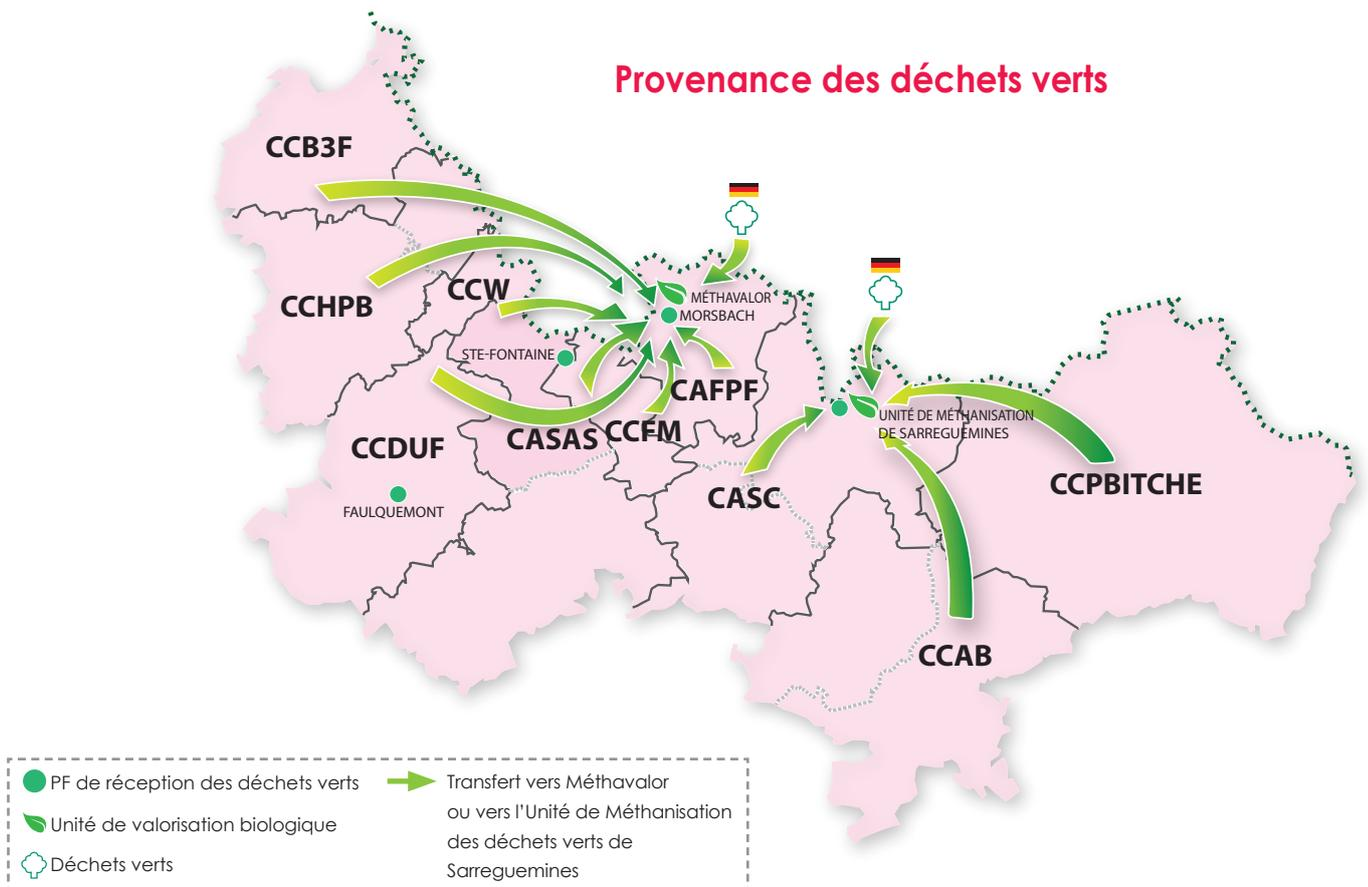 Provenance des déchets verts
CCB3F
CCHPB
CCW
MÉTHAVALOR
MORSBACH
STE-FONTAINE
CAFPF
CCDUF
CASAS
CCFM
UNITÉ DE MÉTHANISATION
DE SARREGUEMINES
CASC
CCPBITCHE
FAULQUEMONT
CCAB
PF de réception des déchets verts
Unité de valorisation biologique
Déchets verts
Transfert vers Méthavalor
ou vers l'Unité de Méthanisation
des déchets verts de
Sarreguemines